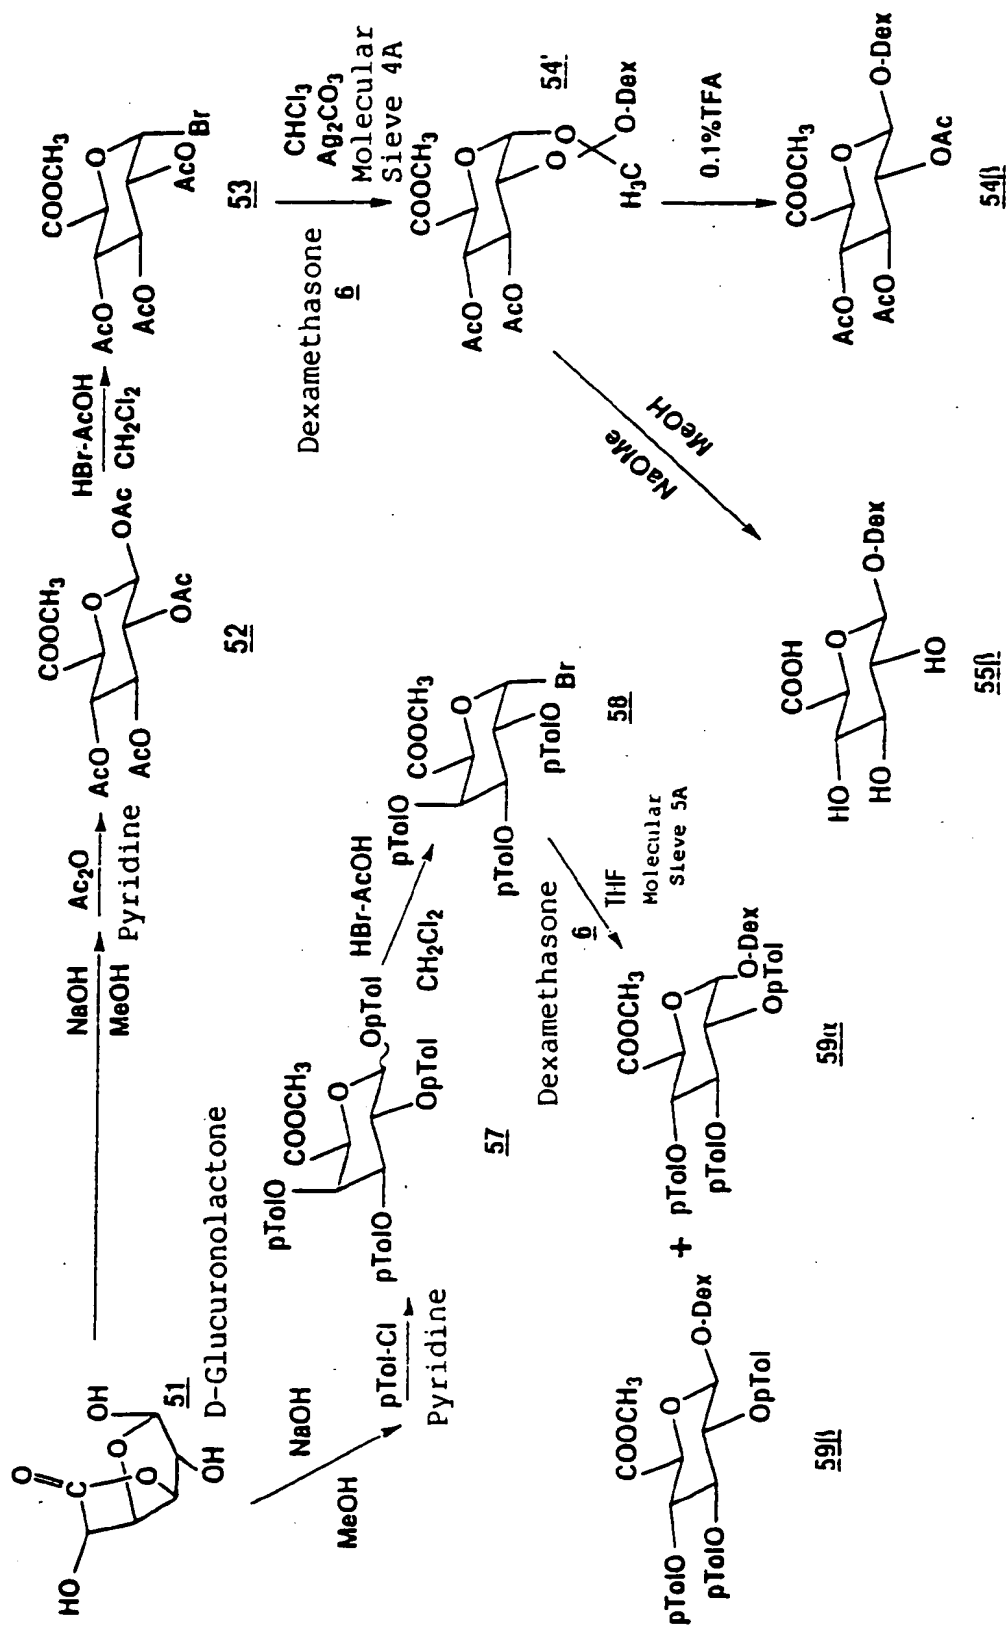 HO
O
C
O
O
OH
OH
51
D-Glucuronolactone
NaOH
MeOH
Ac2O
Pyridine
COOCH3
O
OAc
AcO
AcO
OAc
52
HBr-AcOH
CH2Cl2
COOCH3
O
AcO
AcO
AcO
Br
53
Dexamethasone
6
CHCl3
Ag2CO3
Molecular
Sieve 4A
COOCH3
O
AcO
AcO
O
O
H3C
O-Dex
54'
0.1%TFA
COOCH3
O
O-Dex
AcO
AcO
OAc
54β
NaOMe
MeOH
COOH
O
O-Dex
HO
HO
HO
55β
NaOH
MeOH
pTol-Cl
Pyridine
pTolO
COOCH3
O
OpTol
pTolO
OpTol
57
HBr-AcOH
CH2Cl2
pTolO
COOCH3
O
pTolO
pTolO
Br
58
Dexamethasone
6
THF
Molecular
Sieve 5A
COOCH3
O
O-Dex
pTolO
pTolO
OpTol
59β
+
COOCH3
O
pTolO
pTolO
O-Dex
OpTol
59α